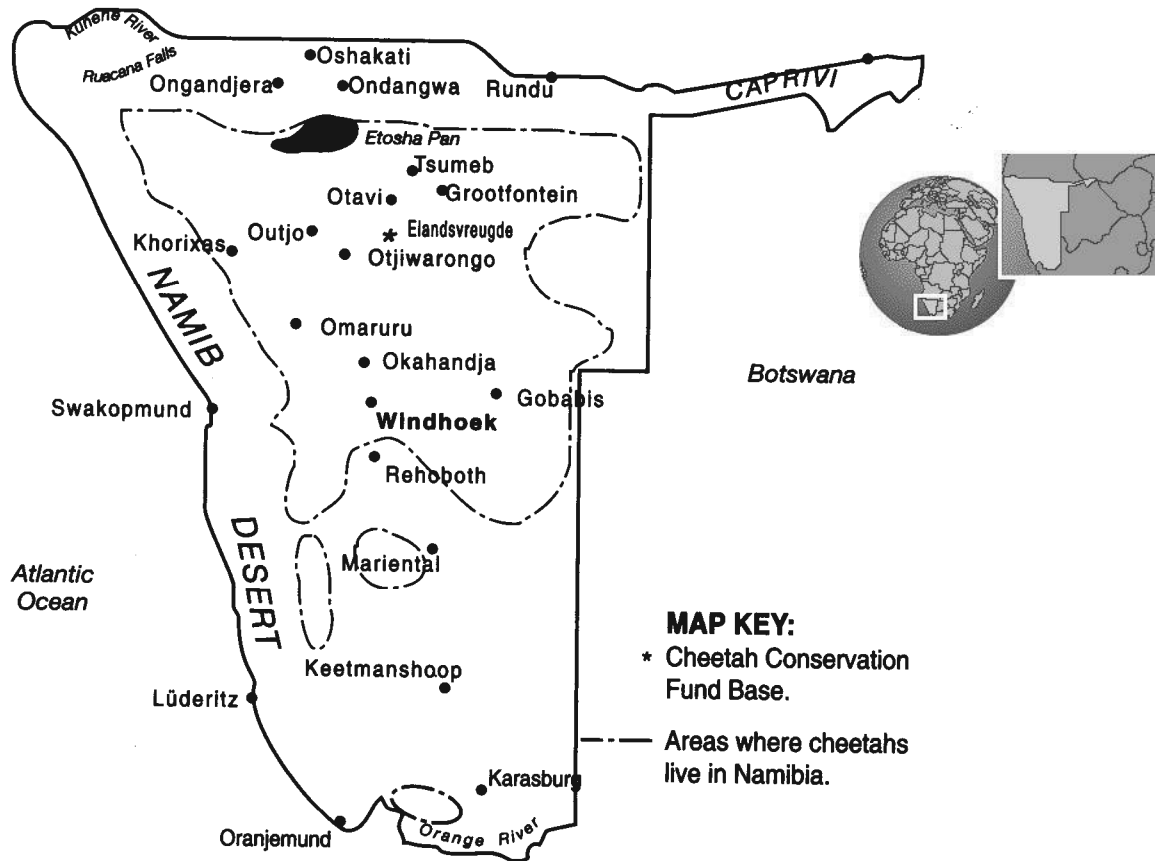 Kunene River
Ruacana Falls
Oshakati
Ongandjera
Ondangwa
Rundu
CAPRIVI
Etosha Pan
Tsumeb
Grootfontein
Otavi
Elandsvreugde
Outjo
Khorixas
Otjiwarongo
NAMIB
Omaruru
Okahandja
Botswana
Gobabis
Swakopmund
Windhoek
Rehoboth
DESERT
Mariental
Atlantic
Ocean
MAP KEY:
* Cheetah Conservation
Fund Base.
Keetmanshoop
Lüderitz
Areas where cheetahs
live in Namibia.
Karasburg
Orange River
Oranjemund